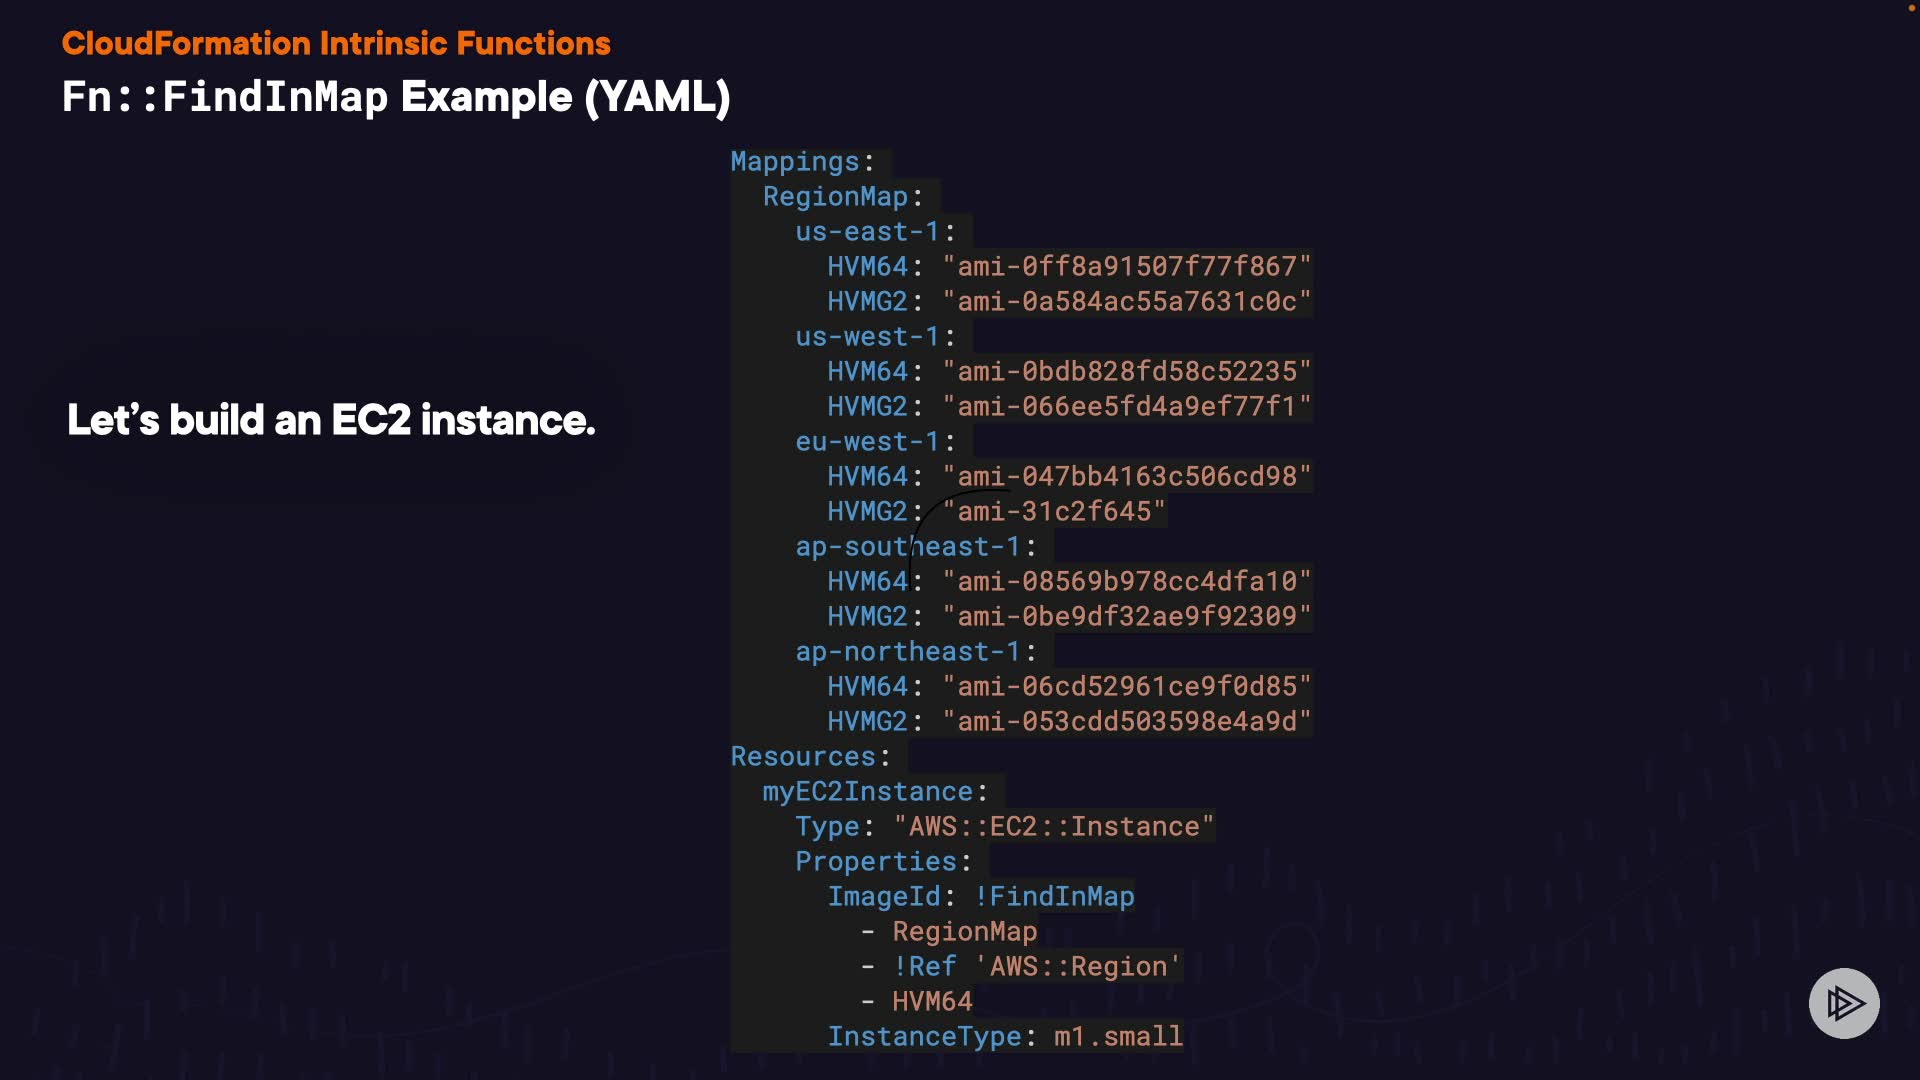 CloudFormation Intrinsic Functions
Fn::FindInMap Example (YAML)
Let's build an EC2 instance.
Mappings:
  RegionMap:
    us-east-1:
      HVM64: "ami-0ff8a91507f77f867"
      HVMG2: "ami-0a584ac55a7631c0c"
    us-west-1:
      HVM64: "ami-0bdb828fd58c52235"
      HVMG2: "ami-066ee5fd4a9ef77f1"
    eu-west-1:
      HVM64: "ami-047bb4163c506cd98"
      HVMG2: "ami-31c2f645"
    ap-southeast-1:
      HVM64: "ami-08569b978cc4dfa10"
      HVMG2: "ami-0be9df32ae9f92309"
    ap-northeast-1:
      HVM64: "ami-06cd52961ce9f0d85"
      HVMG2: "ami-053cdd503598e4a9d"
Resources:
  myEC2Instance:
    Type: "AWS::EC2::Instance"
    Properties:
      ImageId: !FindInMap
        - RegionMap
        - !Ref 'AWS::Region'
        - HVM64
      InstanceType: m1.small